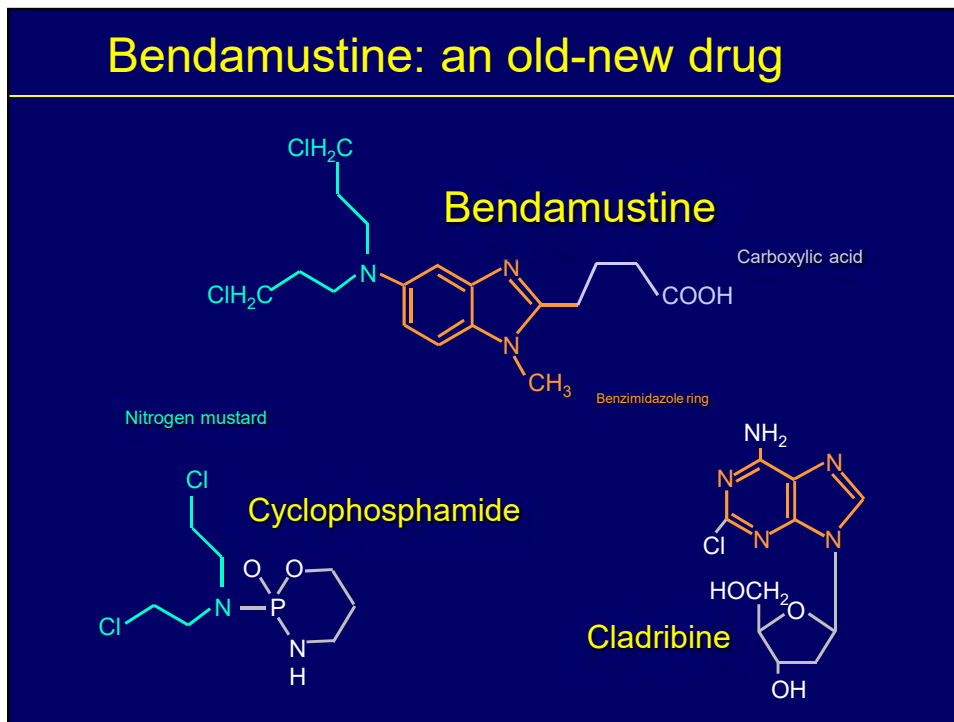 Bendamustine: an old-new drug
ClH₂C
Bendamustine
Carboxylic acid
N
N
ClH₂C
COOH
N
CH₃
Benzimidazole ring
Nitrogen mustard
NH₂
N
N
Cl
Cyclophosphamide
Cl
N
N
O
O
HOCH₂
N
P
O
Cl
Cladribine
N
H
OH